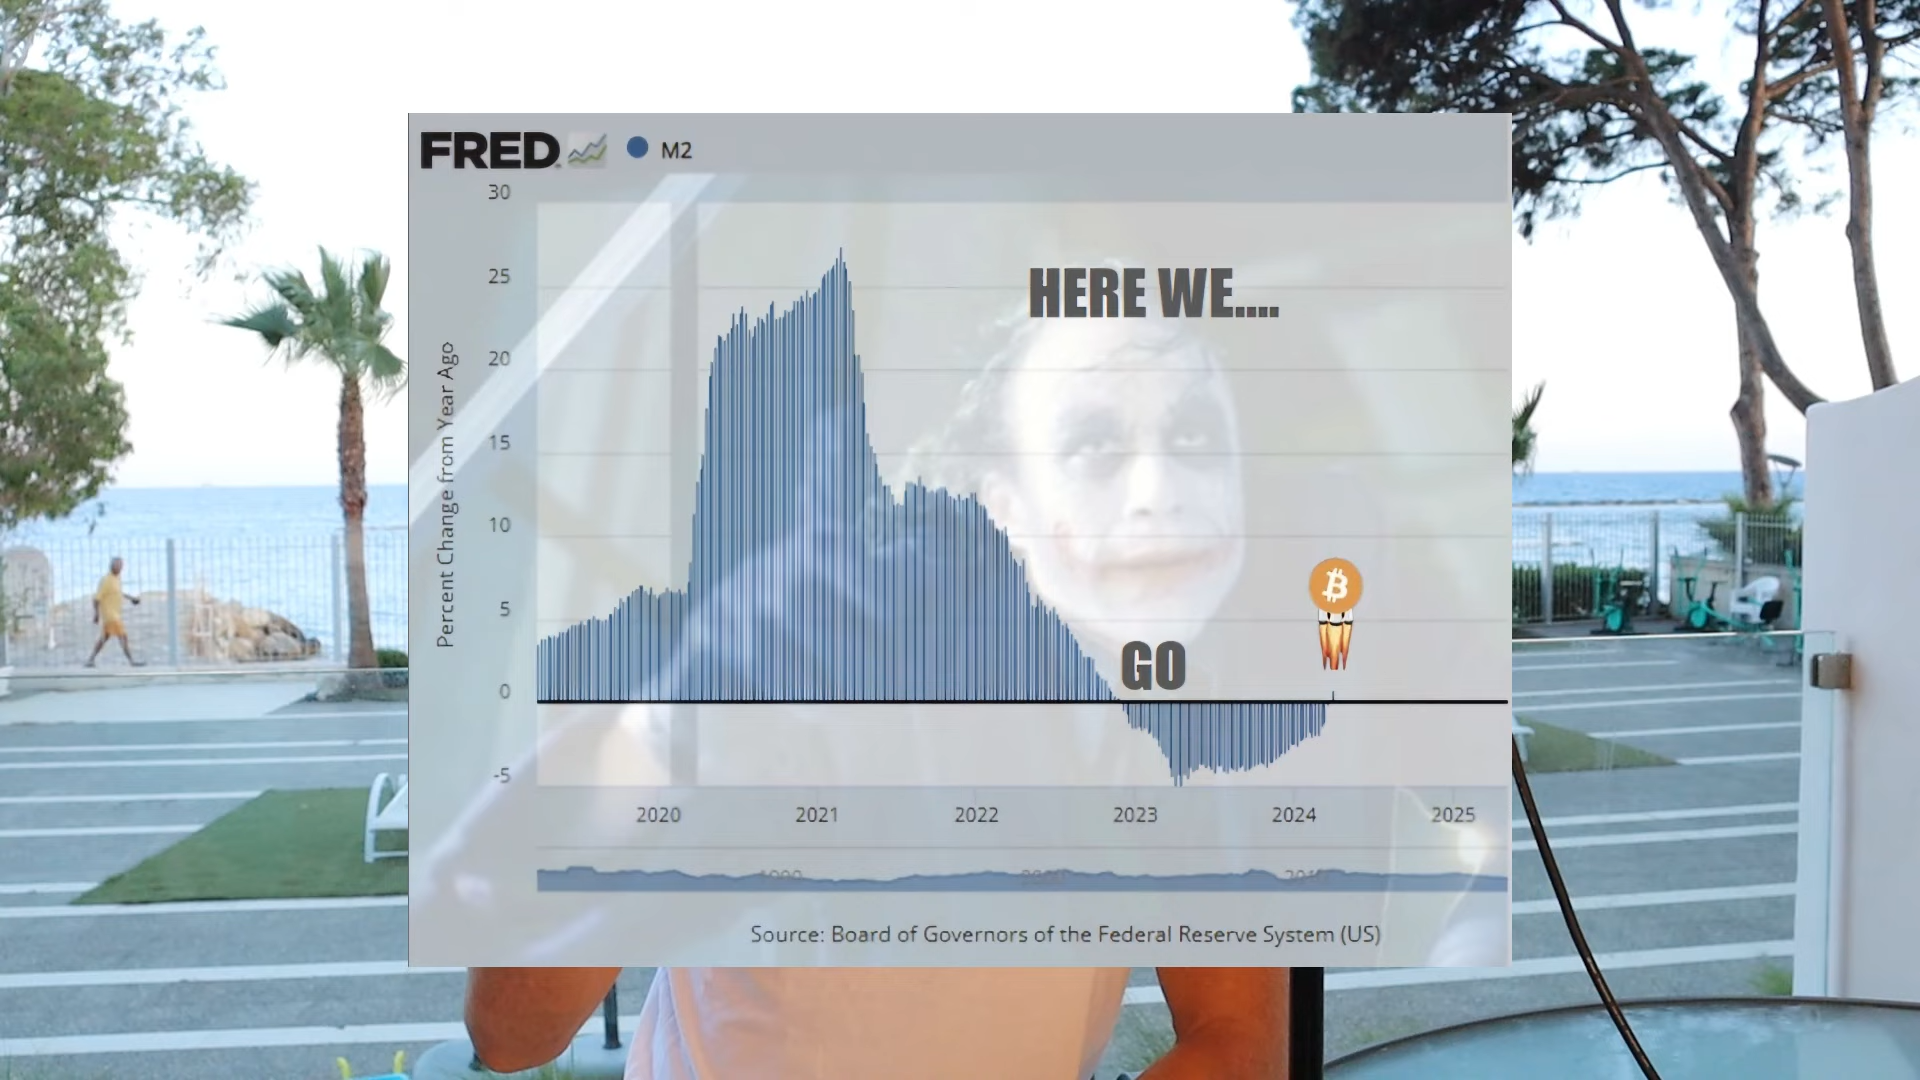 FRED
M2
30
25
20
15
10
5
0
-5
Percent Change from Year Ago
HERE WE....
GO
2020
2021
2022
2023
2024
2025
1990
Source: Board of Governors of the Federal Reserve System (US)